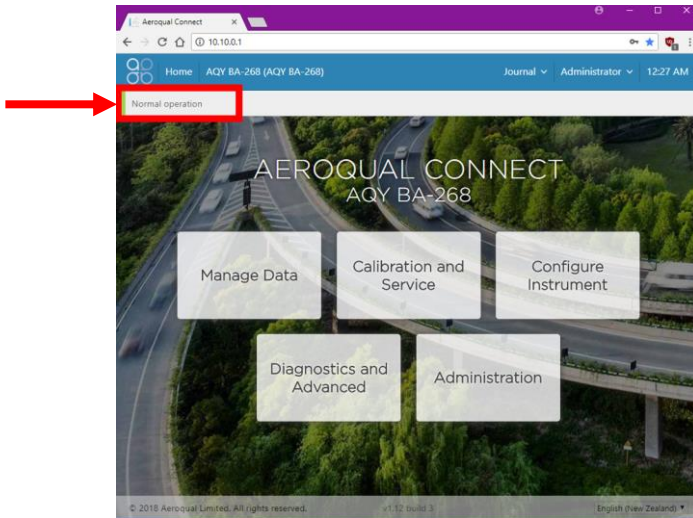 Aeroqual Connect
10.10.0.1
Home AQY BA-268 (AQY BA-268) Journal Administrator 12:27 AM
Normal operation
AEROQUAL CONNECT
AQY BA-268
Manage Data
Calibration and
Service
Configure
Instrument
Diagnostics and
Advanced
Administration
© 2018 Aeroqual Limited. All rights reserved. v1.12 build 3 English (New Zealand)